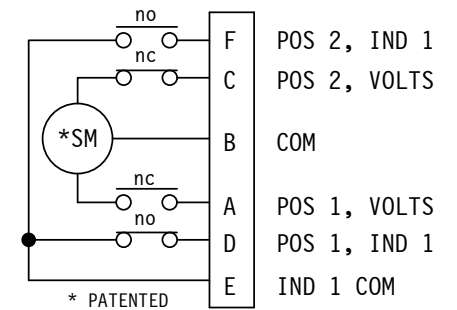 no
F POS 2, IND 1
nc
C POS 2, VOLTS
*SM
B COM
nc
A POS 1, VOLTS
no
D POS 1, IND 1
E IND 1 COM
* PATENTED